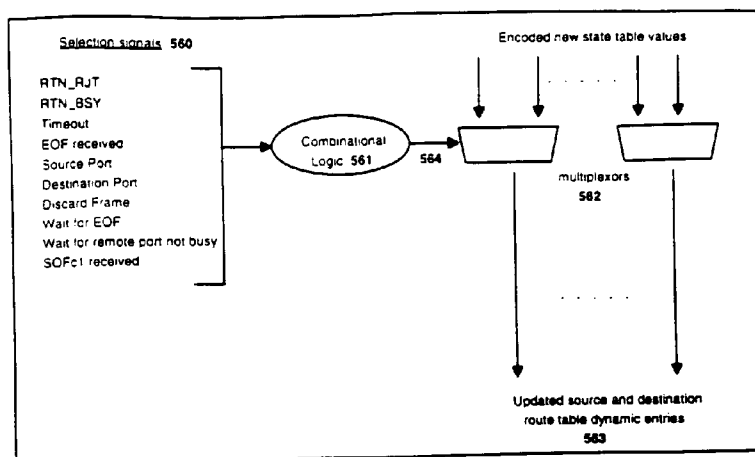 Selection signals 560
RTN_RJT
RTN_BSY
Timeout
EOF received
Source Port
Destination Port
Discard Frame
Wait for EOF
Wait for remote port not busy
SOFc1 received
Combinational
Logic 561
564
Encoded new state table values
multiplexors
562
Updated source and destination
route table dynamic entries
563